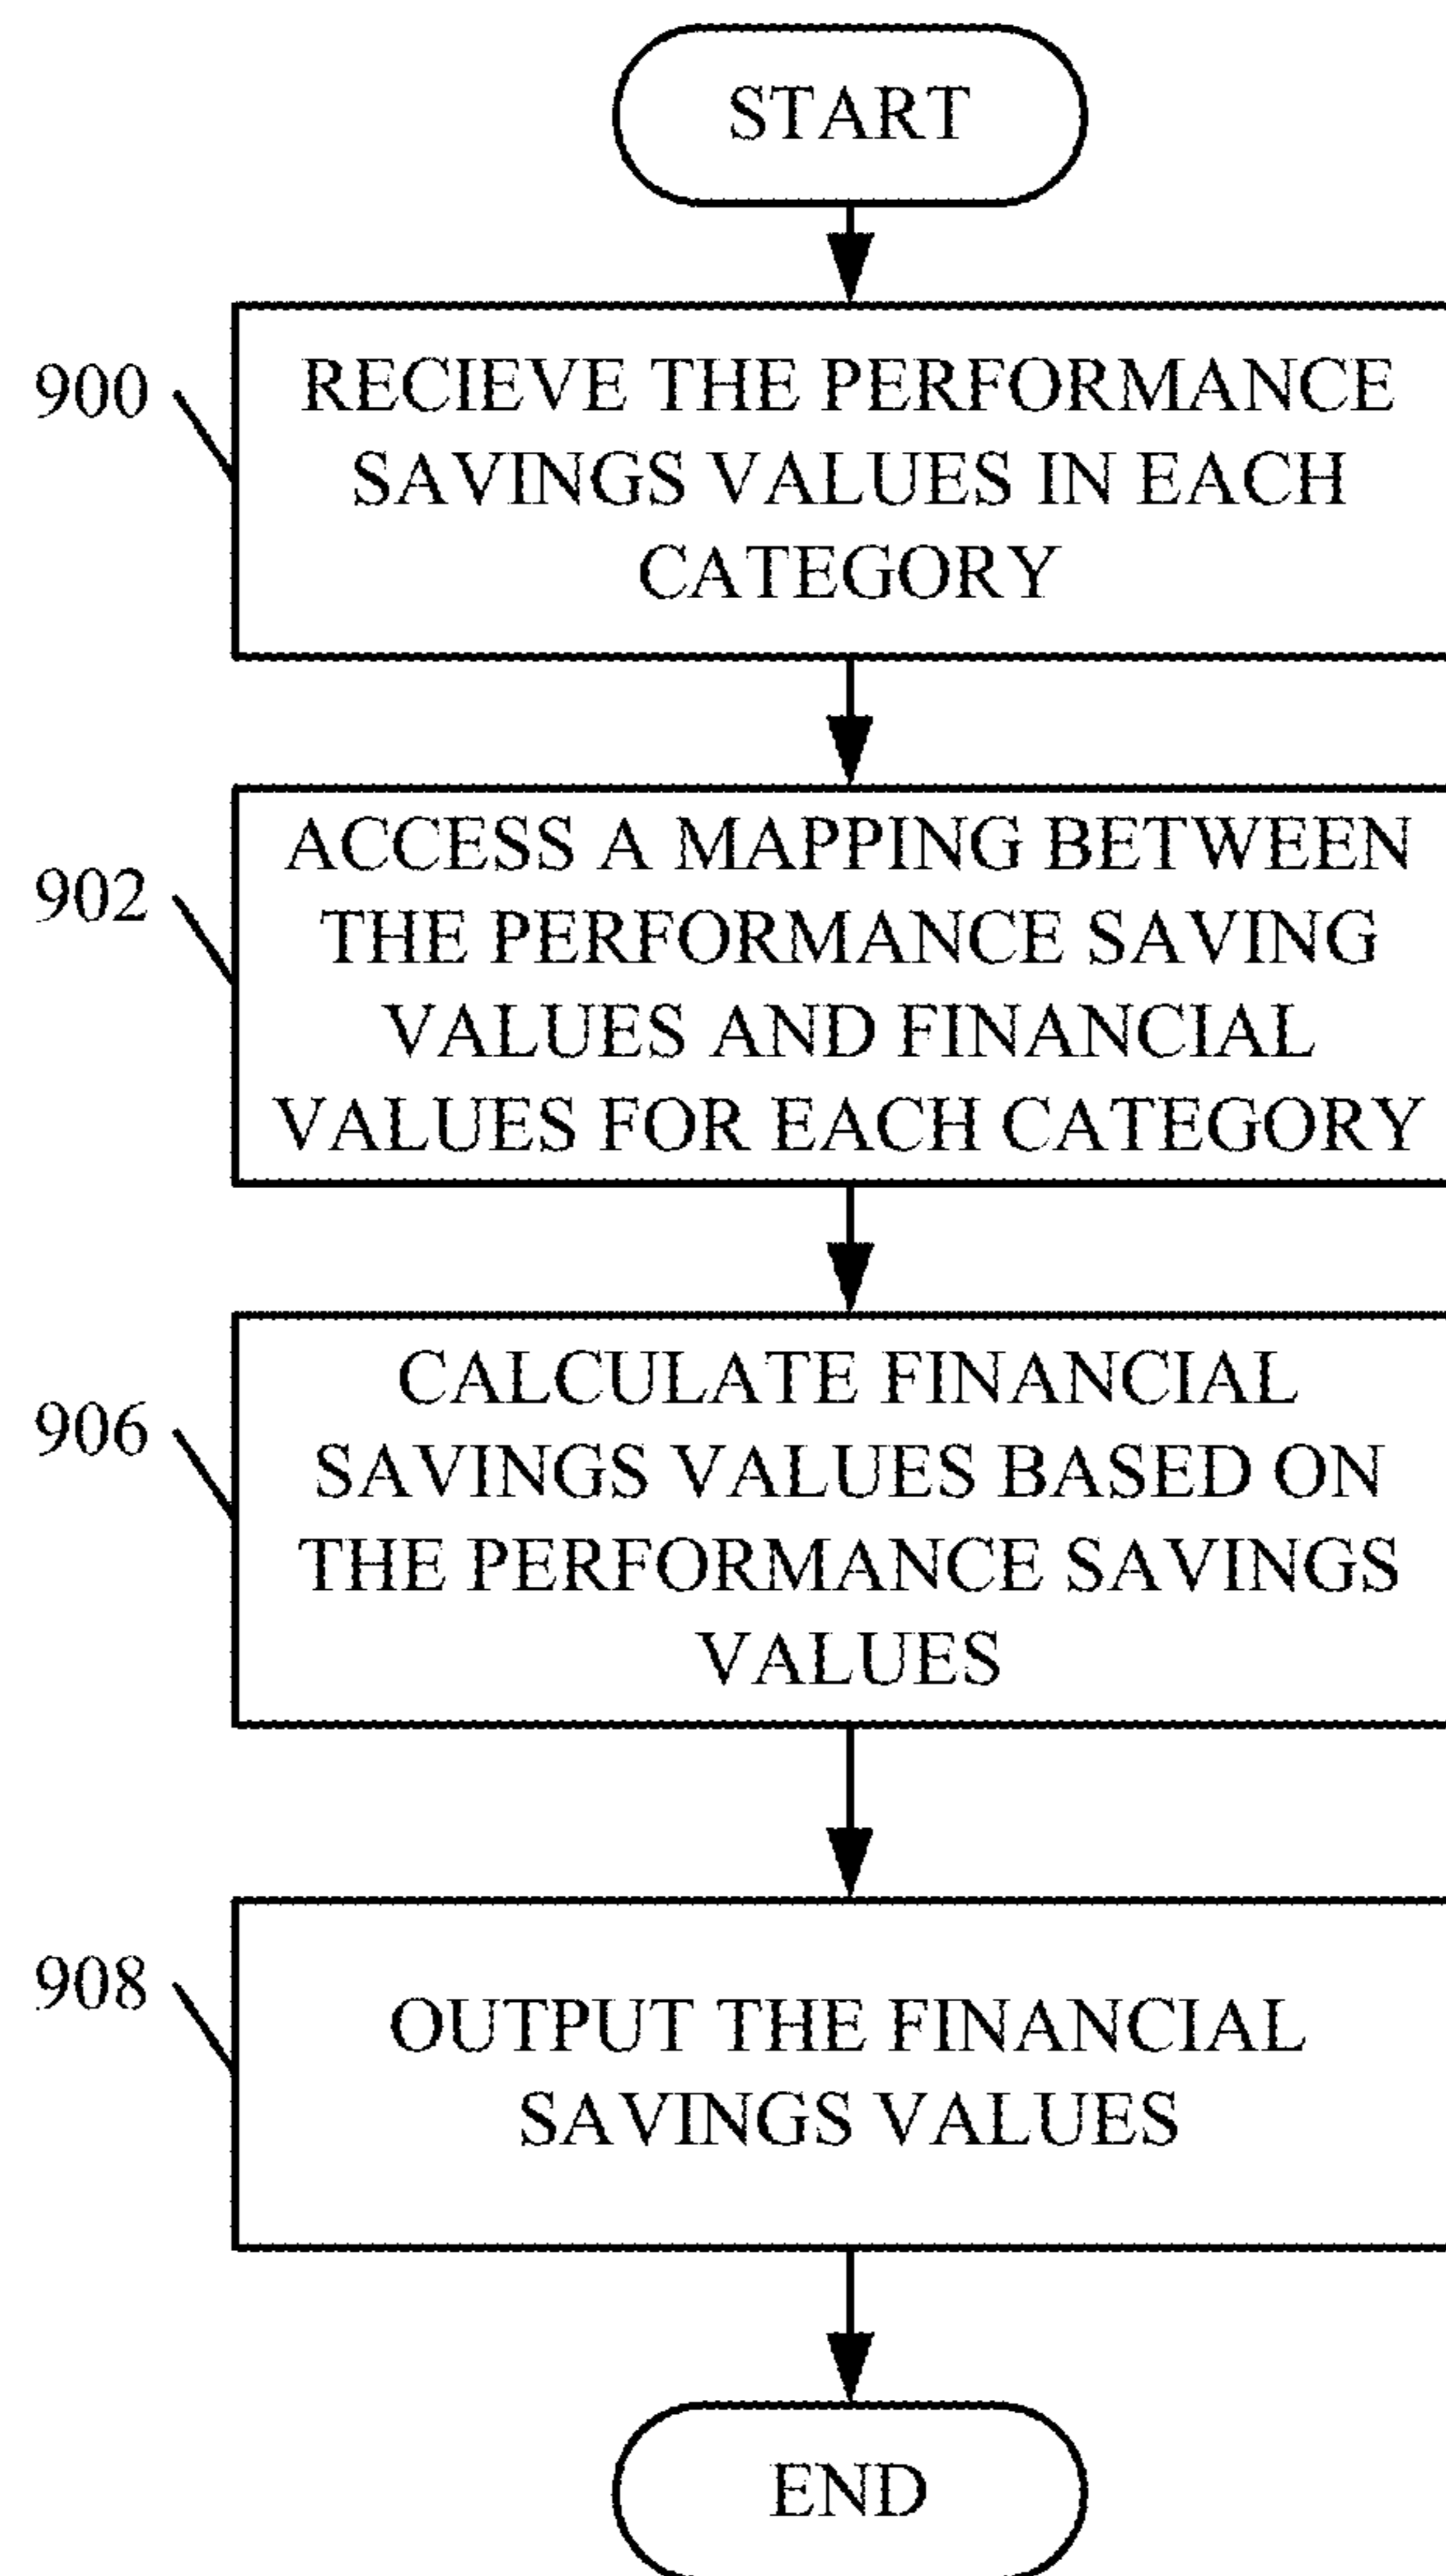 START
900
RECIEVE THE PERFORMANCE
SAVINGS VALUES IN EACH
CATEGORY
902
ACCESS A MAPPING BETWEEN
THE PERFORMANCE SAVING
VALUES AND FINANCIAL
VALUES FOR EACH CATEGORY
906
CALCULATE FINANCIAL
SAVINGS VALUES BASED ON
THE PERFORMANCE SAVINGS
VALUES
908
OUTPUT THE FINANCIAL
SAVINGS VALUES
END